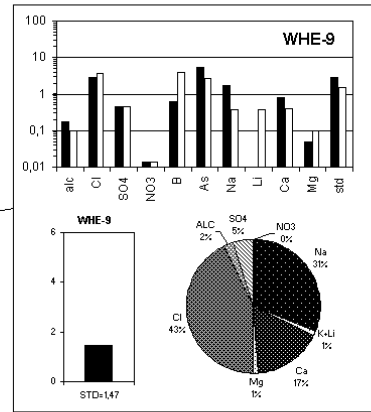 WHE-9
100
10
1
0,1
0,01
alc Cl SO4 NO3 B As Na Li Ca Mg std
WHE-9
6
4
2
0
STD=1,47
NO3
0%
SO4
5%
ALC
2%
Na
31%
Cl
43%
K+Li
1%
Ca
17%
Mg
1%